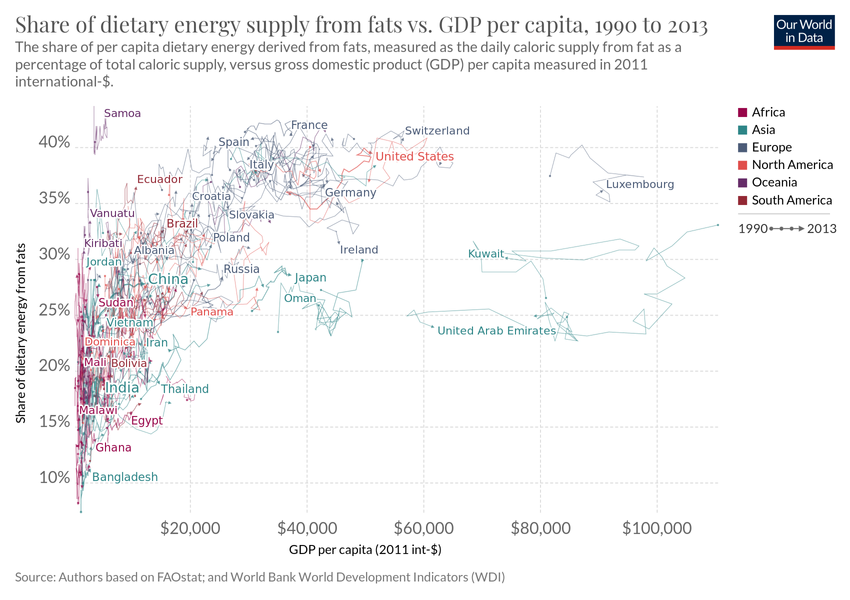 Share of dietary energy supply from fats vs. GDP per capita, 1990 to 2013
Our World
in Data
The share of per capita dietary energy derived from fats, measured as the daily caloric supply from fat as a
percentage of total caloric supply, versus gross domestic product (GDP) per capita measured in 2011
international-$.
Samoa
Africa
Asia
Europe
North America
Oceania
South America
1990
2013
40%
35%
30%
25%
20%
15%
10%
Share of dietary energy from fats
France
Switzerland
Spain
United States
Italy
Ecuador
Luxembourg
Germany
Croatia
Vanuatu
Slovakia
Brazil
Poland
Kiribati
Albania
Ireland
Kuwait
Jordan
Russia
China
Japan
Sudan
Oman
Panama
Vietnam
United Arab Emirates
Dominica
Iran
Mali
Bolivia
India
Thailand
Malawi
Egypt
Ghana
Bangladesh
$20,000
$40,000
$60,000
$80,000
$100,000
GDP per capita (2011 int-$)
Source: Authors based on FAOstat; and World Bank World Development Indicators (WDI)